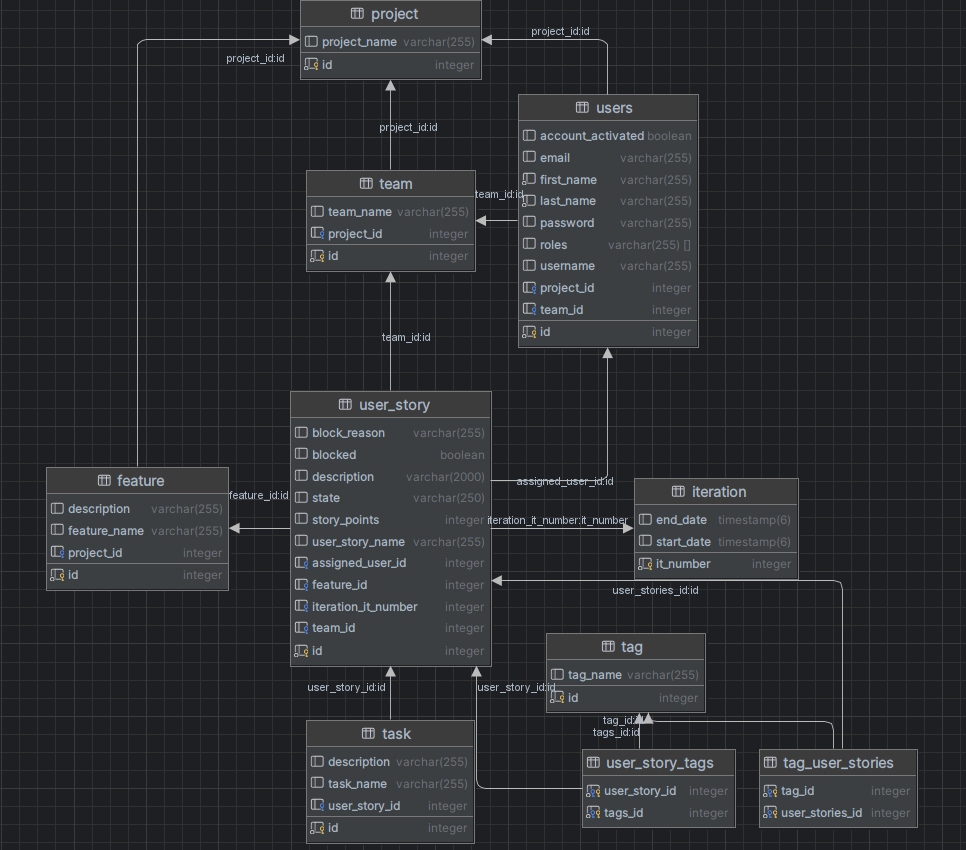 project
project_name varchar(255)
id integer
project_id:id
project_id:id
project_id:id
users
account_activated boolean
email varchar(255)
first_name varchar(255)
last_name varchar(255)
password varchar(255)
roles varchar(255) []
username varchar(255)
project_id integer
team_id integer
id integer
team
team_name varchar(255)
project_id integer
id integer
team_id:id
team_id:id
user_story
block_reason varchar(255)
blocked boolean
description varchar(2000)
state varchar(250)
story_points integer
user_story_name varchar(255)
assigned_user_id integer
feature_id integer
iteration_it_number integer
team_id integer
id integer
feature
description varchar(255)
feature_name varchar(255)
project_id integer
id integer
feature_id:id
assigned_user_id:id
iteration_it_number:it_number
iteration
end_date timestamp(6)
start_date timestamp(6)
it_number integer
user_stories_id:id
tag
tag_name varchar(255)
id integer
user_story_id:id
user_story_id:id
tag_id:id
tags_id:id
task
description varchar(255)
task_name varchar(255)
user_story_id integer
id integer
user_story_tags
user_story_id integer
tags_id integer
tag_user_stories
tag_id integer
user_stories_id integer